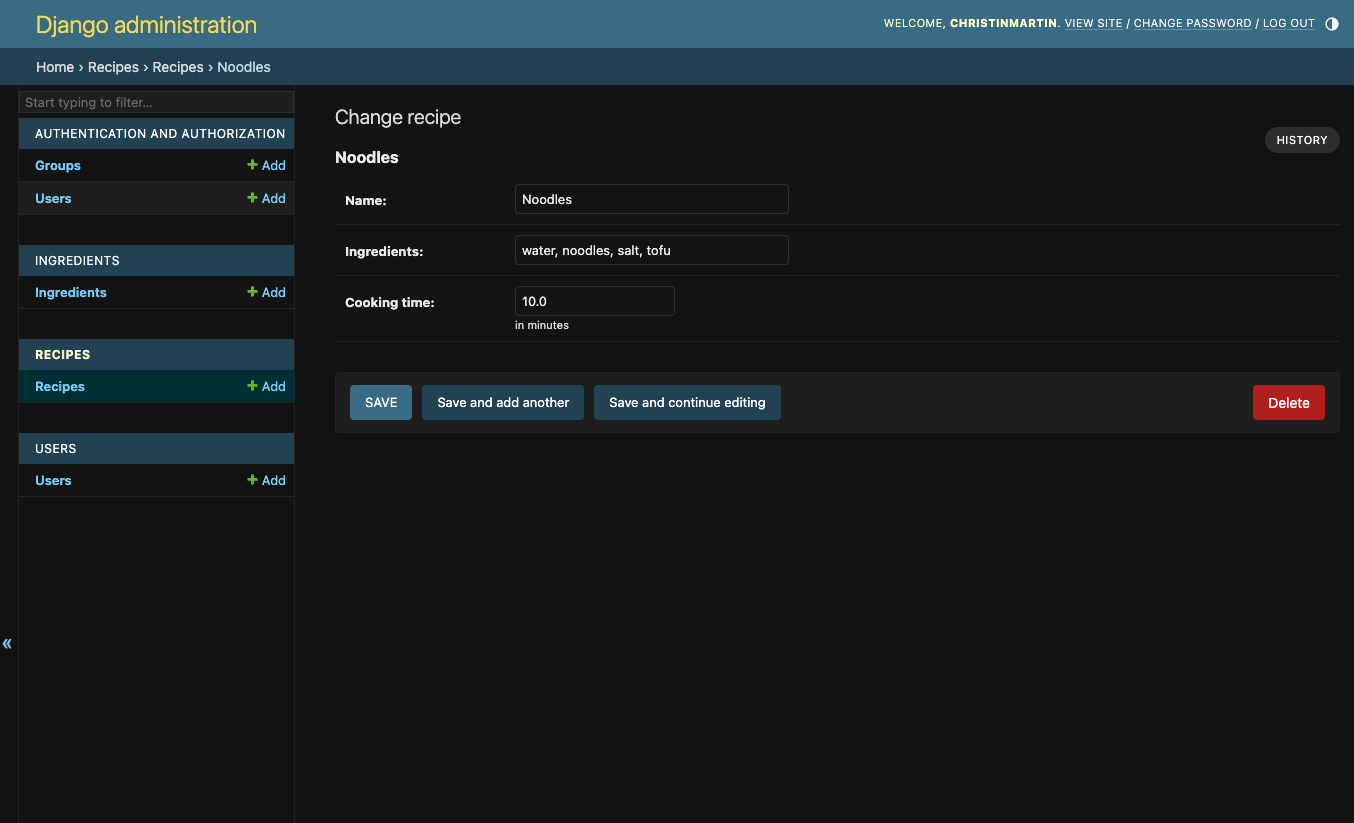 Django administration
WELCOME, CHRISTINMARTIN. VIEW SITE / CHANGE PASSWORD / LOG OUT
Home › Recipes › Recipes › Noodles
Start typing to filter...
AUTHENTICATION AND AUTHORIZATION
Groups + Add
Users + Add
INGREDIENTS
Ingredients + Add
RECIPES
Recipes + Add
USERS
Users + Add
«
Change recipe
HISTORY
Noodles
Name: Noodles
Ingredients: water, noodles, salt, tofu
Cooking time: 10.0
in minutes
SAVE Save and add another Save and continue editing Delete